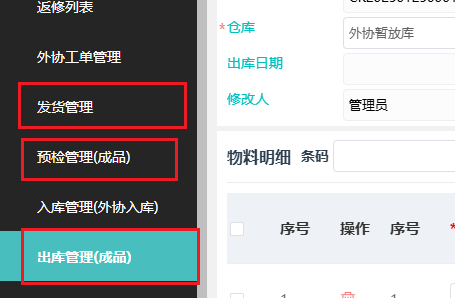 返修列表
外协工单管理
发货管理
预检管理(成品)
入库管理(外协入库)
出库管理(成品)
*仓库
外协暂放库
出库日期
修改人
管理员
物料明细 条码
序号 操作 序号 *